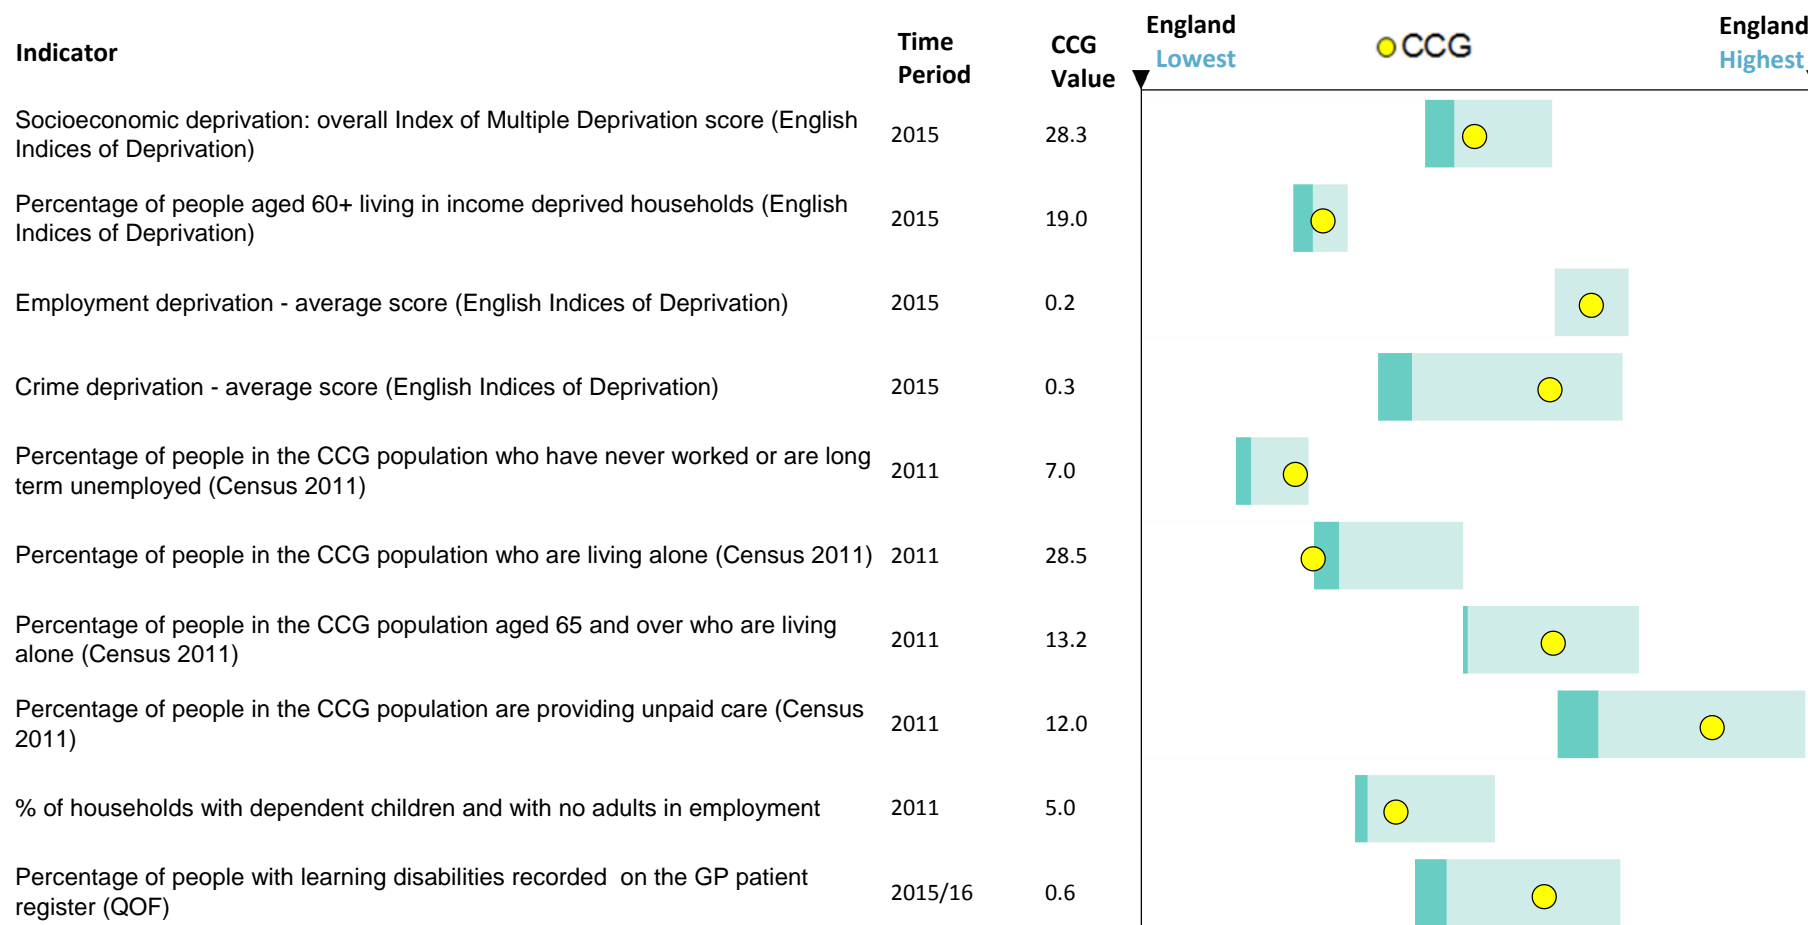 Indicator
Time
Period
CCG
Value
England
Lowest
CCG
England
Highest
Socioeconomic deprivation: overall Index of Multiple Deprivation score (English
Indices of Deprivation)
2015
28.3
Percentage of people aged 60+ living in income deprived households (English
Indices of Deprivation)
2015
19.0
Employment deprivation - average score (English Indices of Deprivation)
2015
0.2
Crime deprivation - average score (English Indices of Deprivation)
2015
0.3
Percentage of people in the CCG population who have never worked or are long
term unemployed (Census 2011)
2011
7.0
Percentage of people in the CCG population who are living alone (Census 2011)
2011
28.5
Percentage of people in the CCG population aged 65 and over who are living
alone (Census 2011)
2011
13.2
Percentage of people in the CCG population are providing unpaid care (Census
2011)
2011
12.0
% of households with dependent children and with no adults in employment
2011
5.0
Percentage of people with learning disabilities recorded on the GP patient
register (QOF)
2015/16
0.6